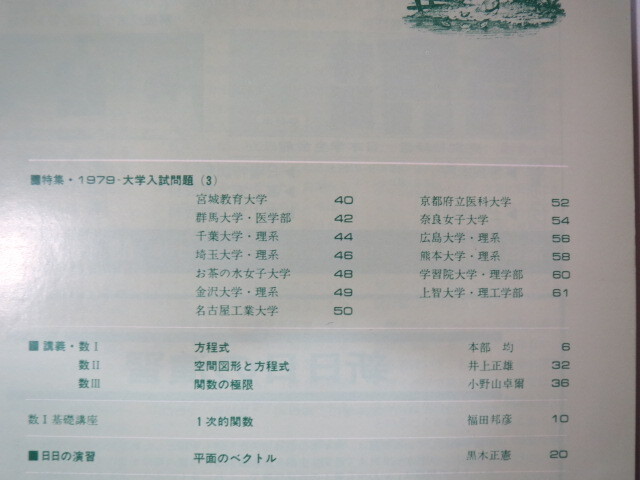 ■特集・1979-大学入試問題(3)
宮城教育大学 40
群馬大学・医学部 42
千葉大学・理系 44
埼玉大学・理系 46
お茶の水女子大学 48
金沢大学・理系 49
名古屋工業大学 50
京都府立医科大学 52
奈良女子大学 54
広島大学・理系 56
熊本大学・理系 58
学習院大学・理学部 60
上智大学・理工学部 61
■講義・数Ⅰ 方程式 本部 均 6
数Ⅱ 空間図形と方程式 井上正雄 32
数Ⅲ 関数の極限 小野山卓爾 36
数Ⅰ基礎講座 1次的関数 福田邦彦 10
■日日の演習 平面のベクトル 黒木正憲 20